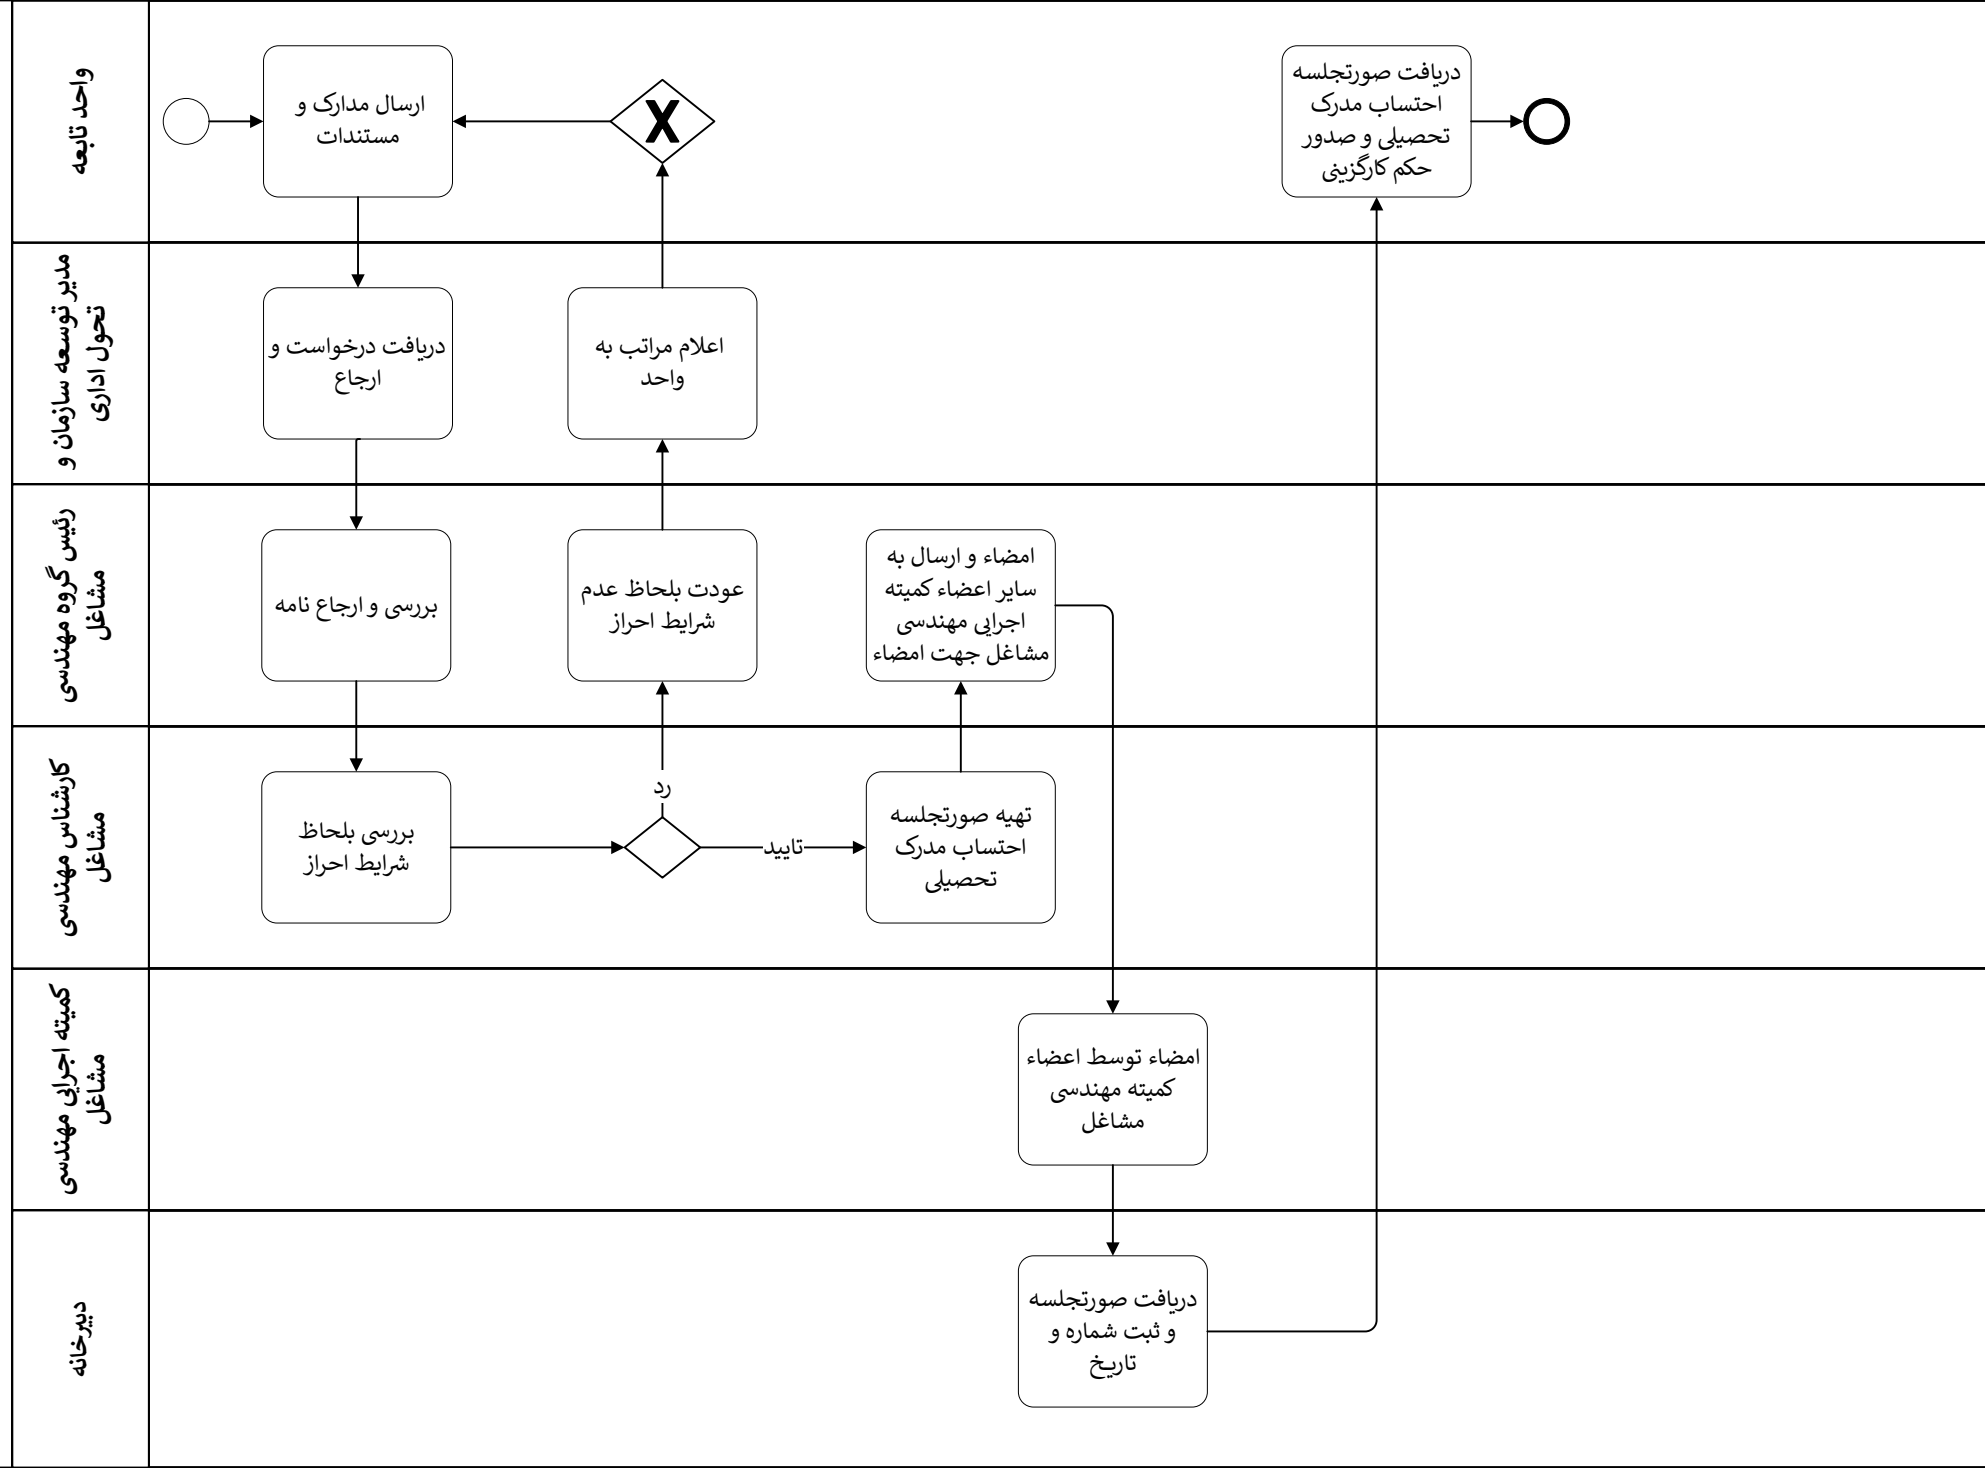 واحد تابعه
ارسال مدارک و
مستندات
X
دریافت صورتجلسه
احتساب مدرک
تحصیلی و صدور
حکم کارگزینی
مدیر توسعه سازمان و
تحول اداری
دریافت درخواست و
ارجاع
اعلام مراتب به
واحد
رئیس گروه مهندسی
مشاغل
بررسی و ارجاع نامه
عودت بلحاظ عدم
شرایط احراز
امضاء و ارسال به
سایر اعضاء کمیته
اجرایی مهندسی
مشاغل جهت امضاء
کارشناس مهندسی
مشاغل
بررسی بلحاظ
شرایط احراز
رد
تایید
تهیه صورتجلسه
احتساب مدرک
تحصیلی
کمیته اجرایی مهندسی
مشاغل
امضاء توسط اعضاء
کمیته مهندسی
مشاغل
دبیرخانه
دریافت صورتجلسه
و ثبت شماره و
تاریخ